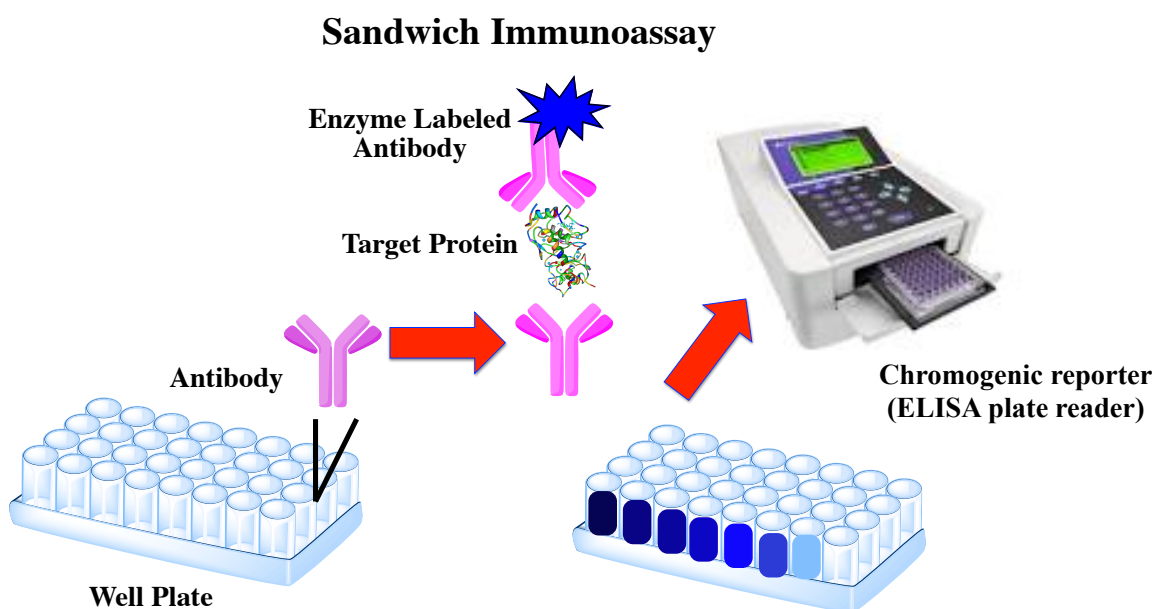 Sandwich Immunoassay
Enzyme Labeled
Antibody
Target Protein
Antibody
Chromogenic reporter
(ELISA plate reader)
Well Plate